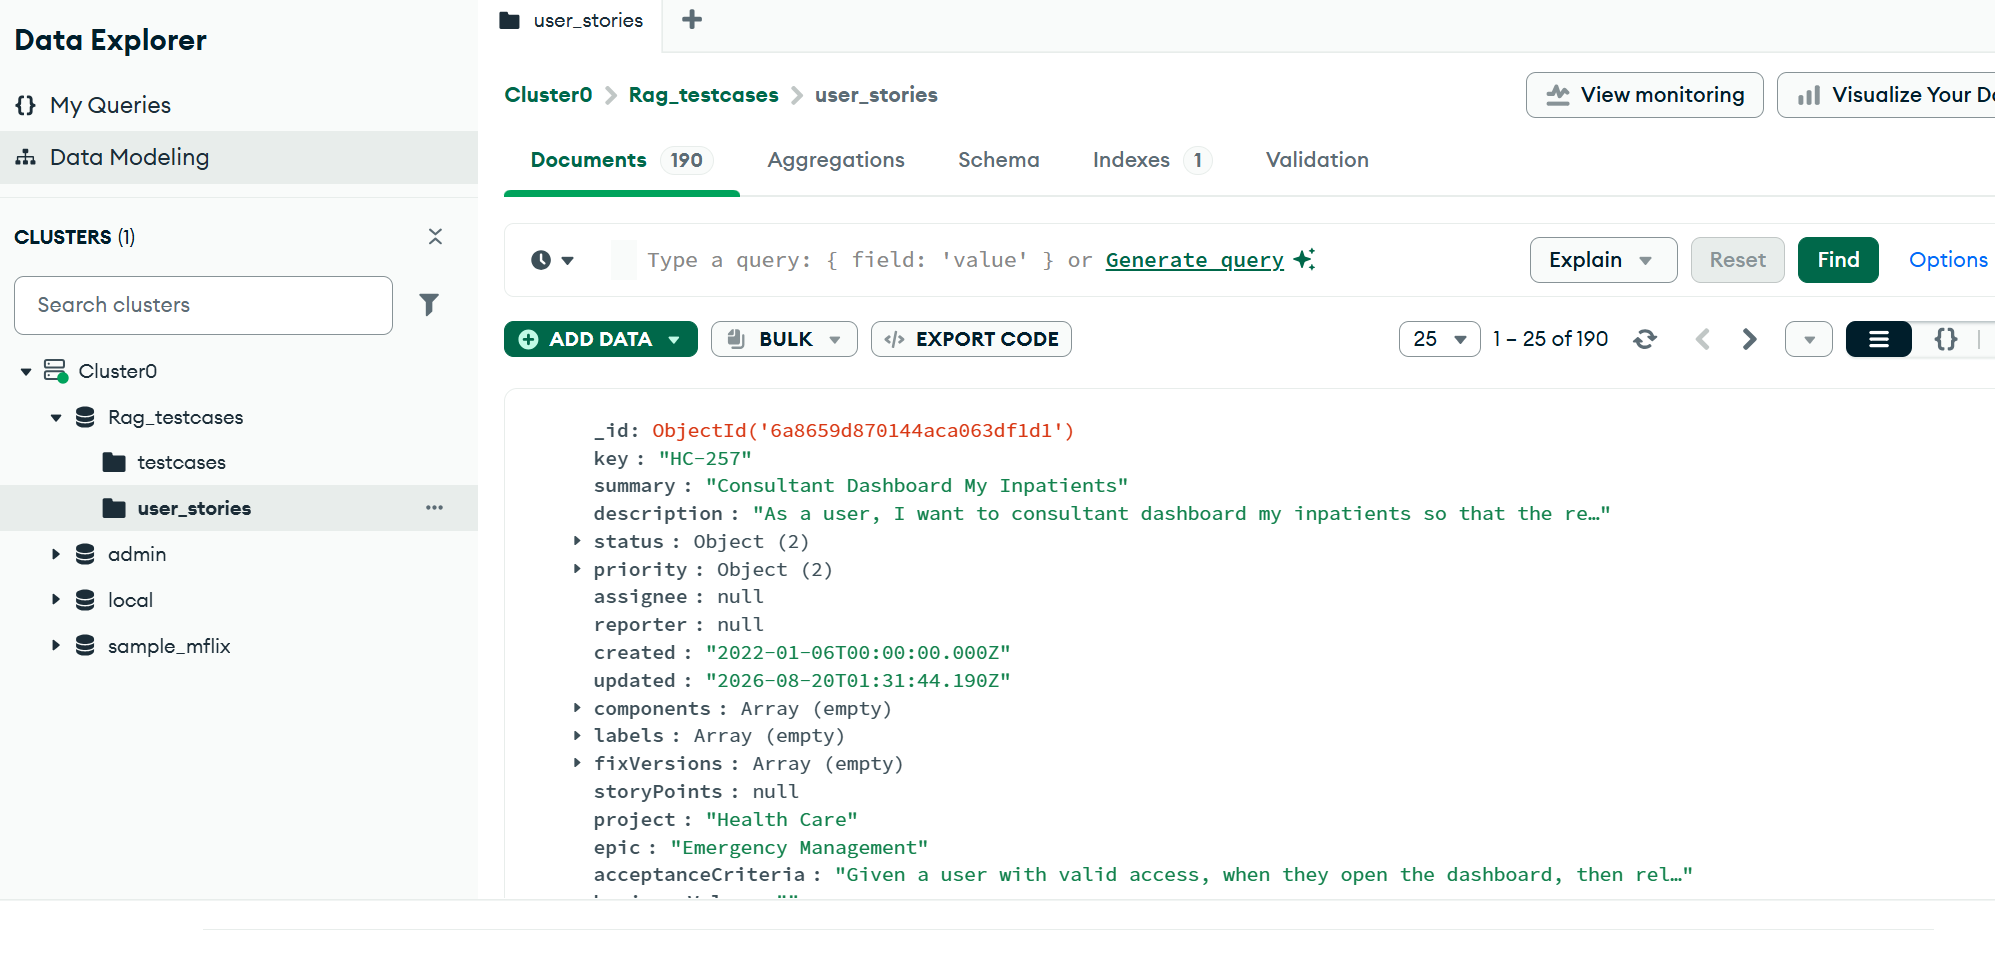 Data Explorer
My Queries
Data Modeling
CLUSTERS (1)
Search clusters
Cluster0
Rag_testcases
testcases
user_stories
admin
local
sample_mflix
user_stories
Cluster0 > Rag_testcases > user_stories
View monitoring
Visualize Your Da
Documents 190 Aggregations Schema Indexes 1 Validation
Type a query: { field: 'value' } or Generate query
Explain Reset Find Options
ADD DATA BULK EXPORT CODE
25 1 – 25 of 190 {}
_id: ObjectId('6a8659d870144aca063df1d1')
key : "HC-257"
summary : "Consultant Dashboard My Inpatients"
description : "As a user, I want to consultant dashboard my inpatients so that the re…"
status : Object (2)
priority : Object (2)
assignee : null
reporter : null
created : "2022-01-06T00:00:00.000Z"
updated : "2026-08-20T01:31:44.190Z"
components : Array (empty)
labels : Array (empty)
fixVersions : Array (empty)
storyPoints : null
project : "Health Care"
epic : "Emergency Management"
acceptanceCriteria : "Given a user with valid access, when they open the dashboard, then rel…"